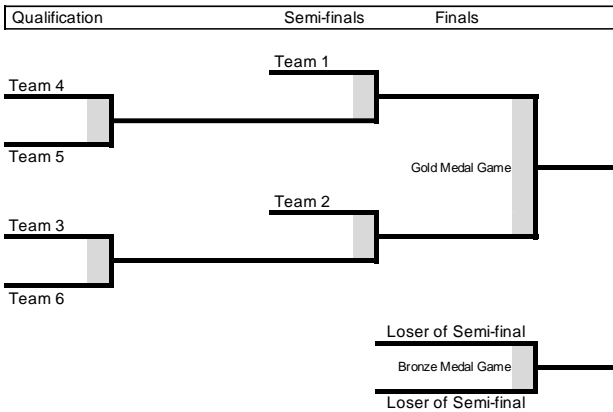 Qualification Semi-finals Finals
Team 1
Team 4
Team 5
Gold Medal Game
Team 2
Team 3
Team 6
Loser of Semi-final
Bronze Medal Game
Loser of Semi-final